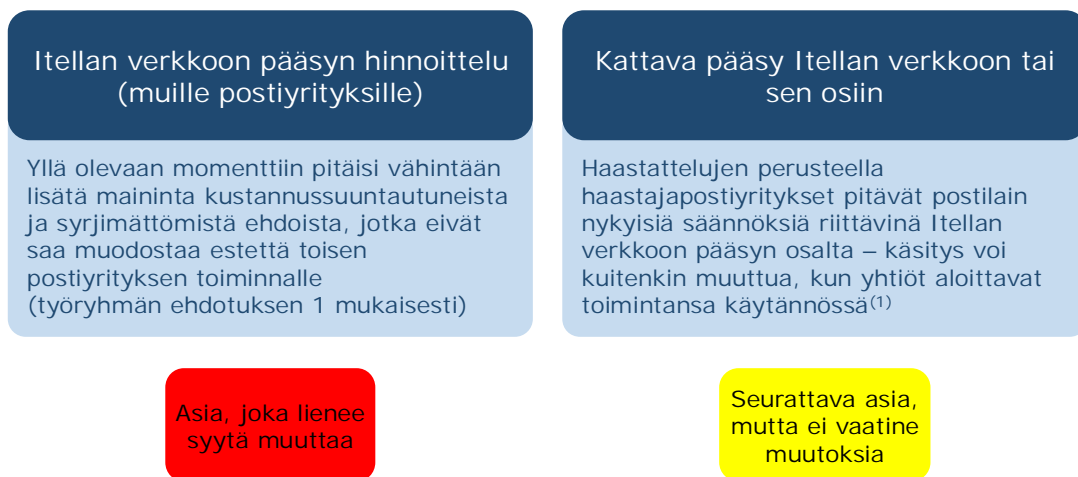 Itellan verkkoon pääsyn hinnoittelu
(muille postiyrityksille)
Yllä olevaan momenttiin pitäisi vähintään
lisätä maininta kustannussuuntautuneista
ja syrjimättömistä ehdoista, jotka eivät
saa muodostaa estettä toisen
postiyrityksen toiminnalle
(työryhmän ehdotuksen 1 mukaisesti)
Asia, joka lienee
syytä muuttaa
Kattava pääsy Itellan verkkoon tai
sen osiin
Haastattelujen perusteella
haastajapostiyritykset pitävät postilain
nykyisiä säännöksiä riittävinä Itellan
verkkoon pääsyn osalta – käsitys voi
kuitenkin muuttua, kun yhtiöt aloittavat
toimintansa käytännössä(1)
Seurattava asia,
mutta ei vaatine
muutoksia